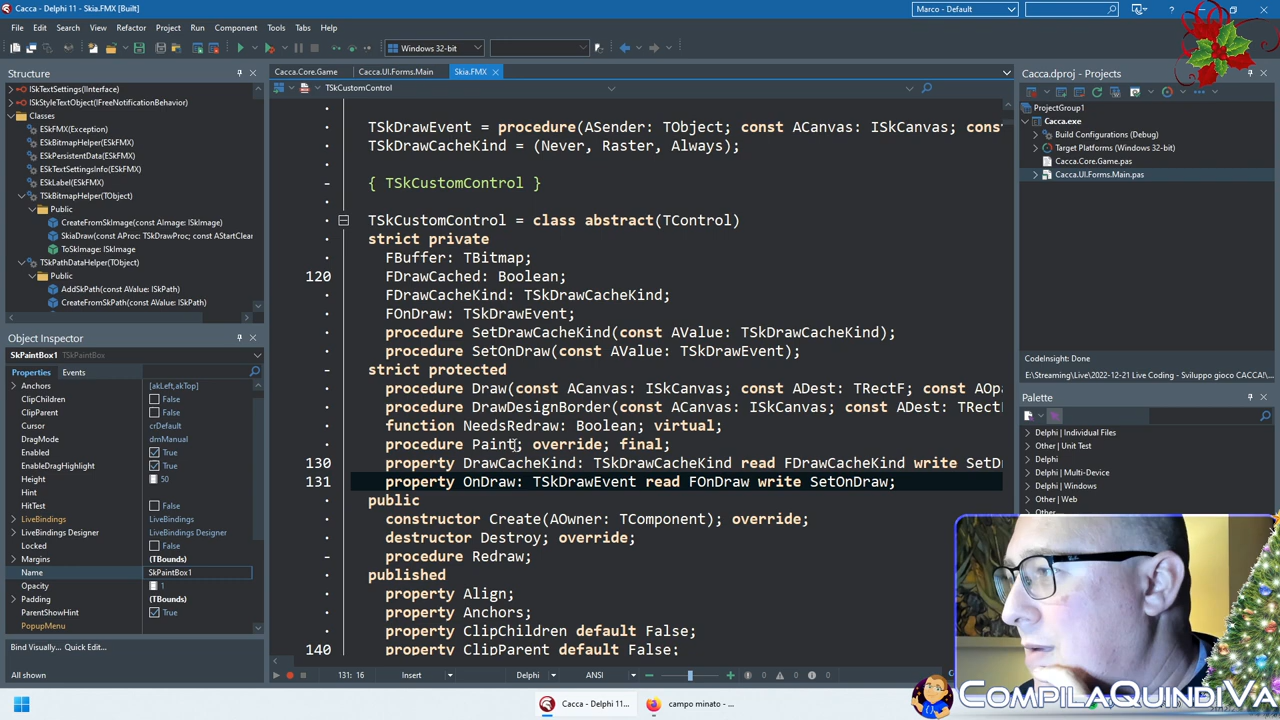 Cacca - Delphi 11 - Skia.FMX [Built]
Marco - Default
File Edit Search View Refactor Project Run Component Tools Tabs Help
Windows 32-bit
Structure
ISkTextSettings(Interface)
ISkStyleTextObject(IFreeNotificationBehavior)
Classes
ESkFMX(Exception)
ESkBitmapHelper(ESkFMX)
ESkPersistentData(ESkFMX)
ESkTextSettingsInfo(ESkFMX)
ESkLabel(ESkFMX)
TSkBitmapHelper(TObject)
Public
CreateFromSkImage(const AImage: ISkImage)
SkiaDraw(const AProc: TSkDrawProc; const AStartClear
ToSkImage: ISkImage
TSkPathDataHelper(TObject)
Public
AddSkPath(const AValue: ISkPath)
CreateFromSkPath(const AValue: ISkPath)
Object Inspector
SkPaintBox1 TSkPaintBox
Properties Events
Anchors [akLeft,akTop]
ClipChildren False
ClipParent False
Cursor crDefault
DragMode dmManual
Enabled True
EnableDragHighlight True
Height 50
Hint
HitTest False
LiveBindings LiveBindings
LiveBindings Designer LiveBindings Designer
Locked False
Margins (TBounds)
Name SkPaintBox1
Opacity 1
Padding (TBounds)
ParentShowHint True
PopupMenu
Bind Visually... Quick Edit...
All shown
Cacca.Core.Game Cacca.UI.Forms.Main Skia.FMX
TSkCustomControl
TSkDrawEvent = procedure(ASender: TObject; const ACanvas: ISkCanvas; cons
TSkDrawCacheKind = (Never, Raster, Always);
{ TSkCustomControl }
TSkCustomControl = class abstract(TControl)
strict private
FBuffer: TBitmap;
120 FDrawCached: Boolean;
FDrawCacheKind: TSkDrawCacheKind;
FOnDraw: TSkDrawEvent;
procedure SetDrawCacheKind(const AValue: TSkDrawCacheKind);
procedure SetOnDraw(const AValue: TSkDrawEvent);
strict protected
procedure Draw(const ACanvas: ISkCanvas; const ADest: TRectF; const AOp
procedure DrawDesignBorder(const ACanvas: ISkCanvas; const ADest: TRect
function NeedsRedraw: Boolean; virtual;
procedure Paint; override; final;
130 property DrawCacheKind: TSkDrawCacheKind read FDrawCacheKind write SetD
131 property OnDraw: TSkDrawEvent read FOnDraw write SetOnDraw;
public
constructor Create(AOwner: TComponent); override;
destructor Destroy; override;
procedure Redraw;
published
property Align;
property Anchors;
property ClipChildren default False;
140 property ClipParent default False;
131: 16 Insert Delphi ANSI 0 0 0
Cacca.dproj - Projects
ProjectGroup1
Cacca.exe
Build Configurations (Debug)
Target Platforms (Windows 32-bit)
Cacca.Core.Game.pas
Cacca.UI.Forms.Main.pas
CodeInsight: Done
E:\Streaming\Live\2022-12-21 Live Coding - Sviluppo gioco CACCA!\...
Palette
Delphi | Individual Files
Other | Unit Test
Delphi
Delphi | Multi-Device
Other | Web
Other
COMPILAQUINDIVA
Cacca - Delphi 11...
campo minato - ...